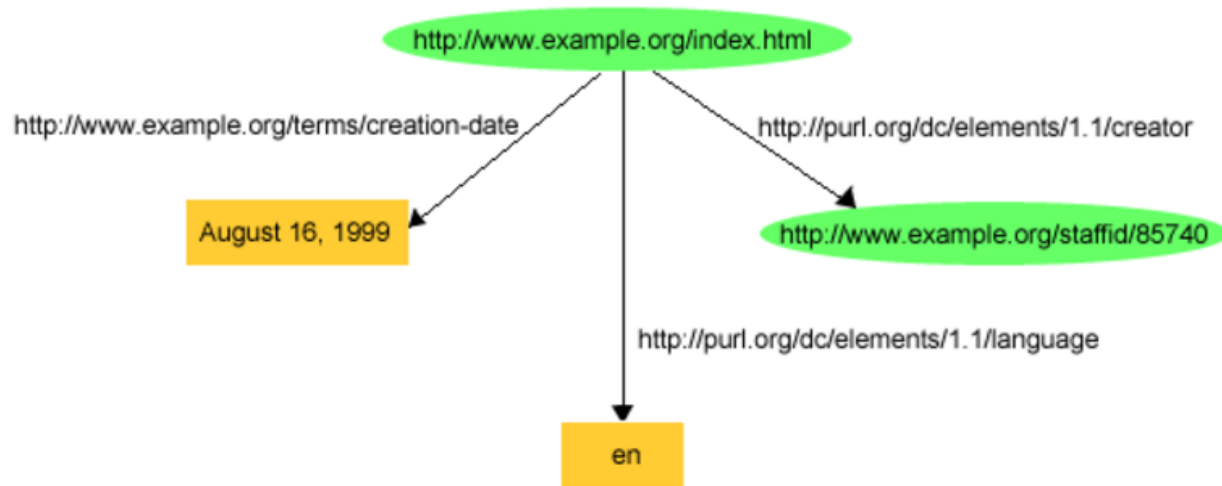 http://www.example.org/index.html
http://www.example.org/terms/creation-date
http://purl.org/dc/elements/1.1/creator
August 16, 1999
http://www.example.org/staffid/85740
http://purl.org/dc/elements/1.1/language
en